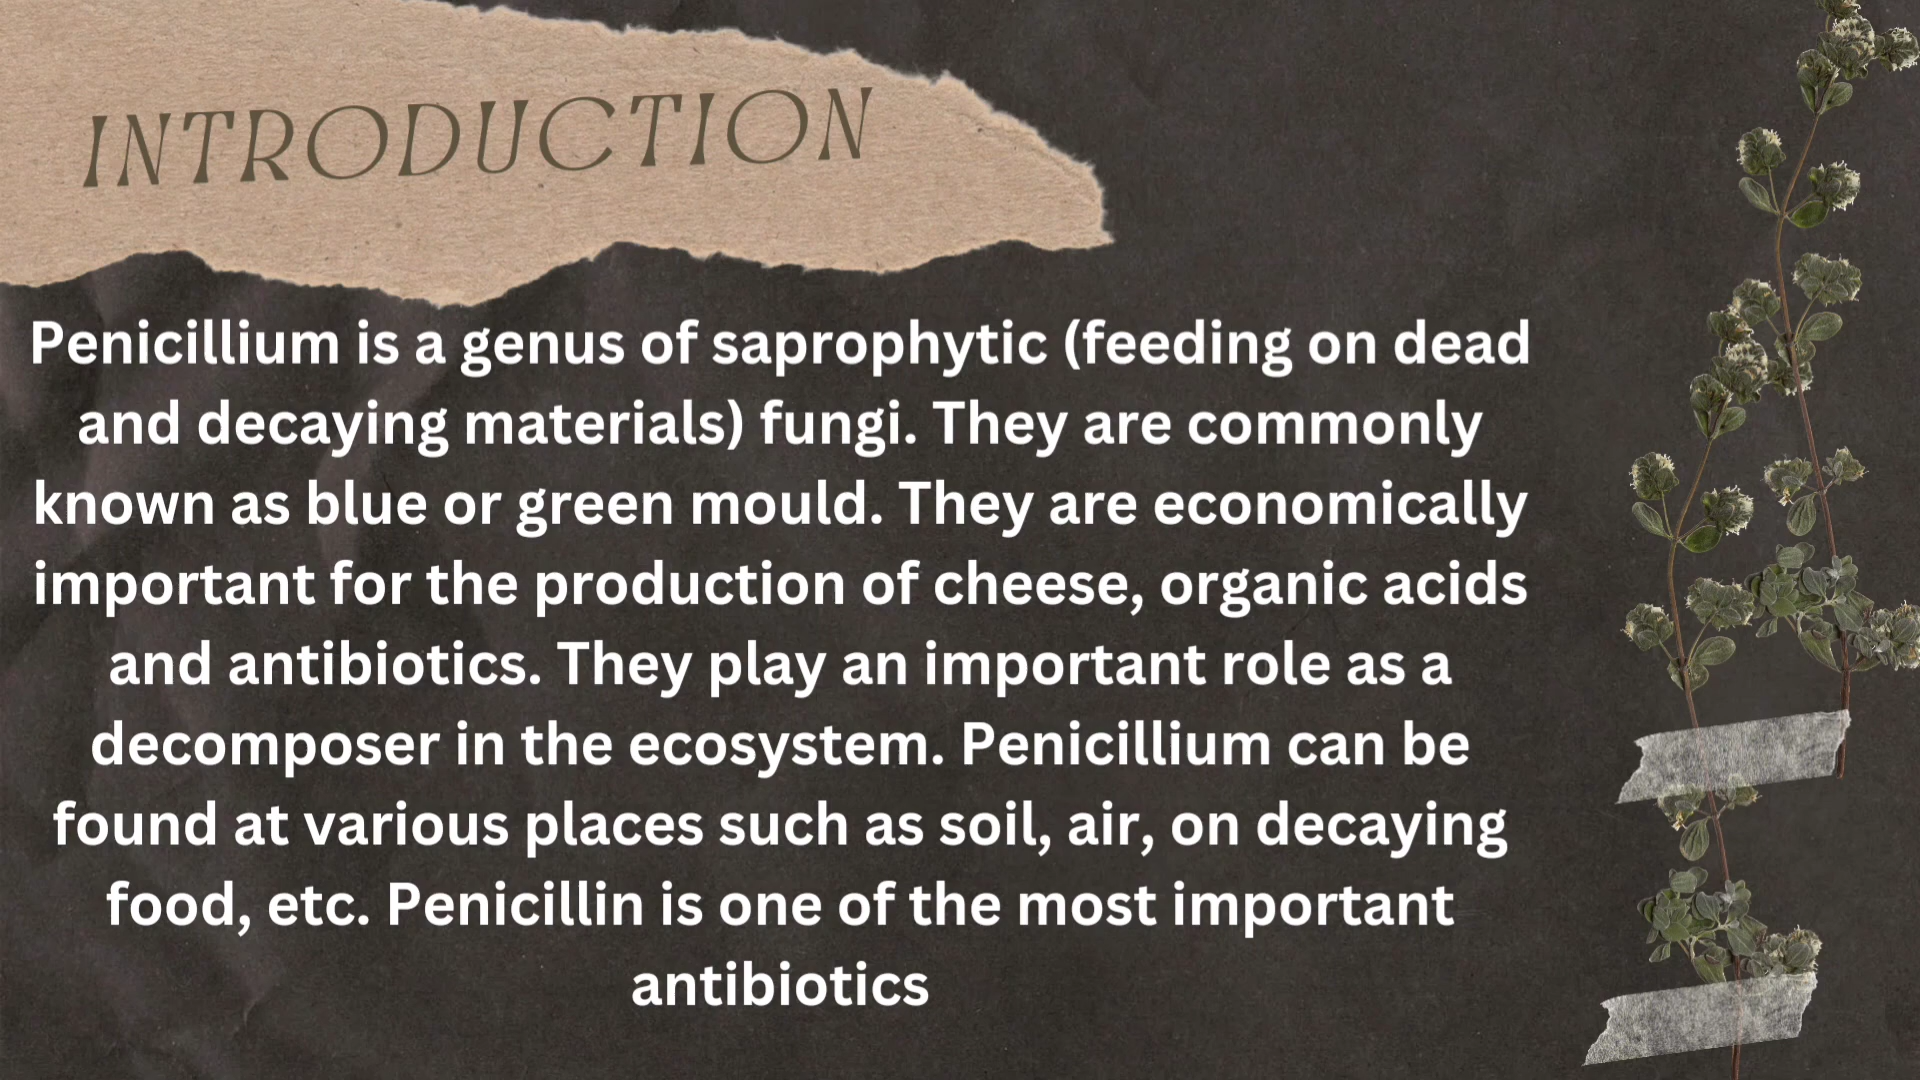 INTRODUCTION
Penicillium is a genus of saprophytic (feeding on dead
and decaying materials) fungi. They are commonly
known as blue or green mould. They are economically
important for the production of cheese, organic acids
and antibiotics. They play an important role as a
decomposer in the ecosystem. Penicillium can be
found at various places such as soil, air, on decaying
food, etc. Penicillin is one of the most important
antibiotics